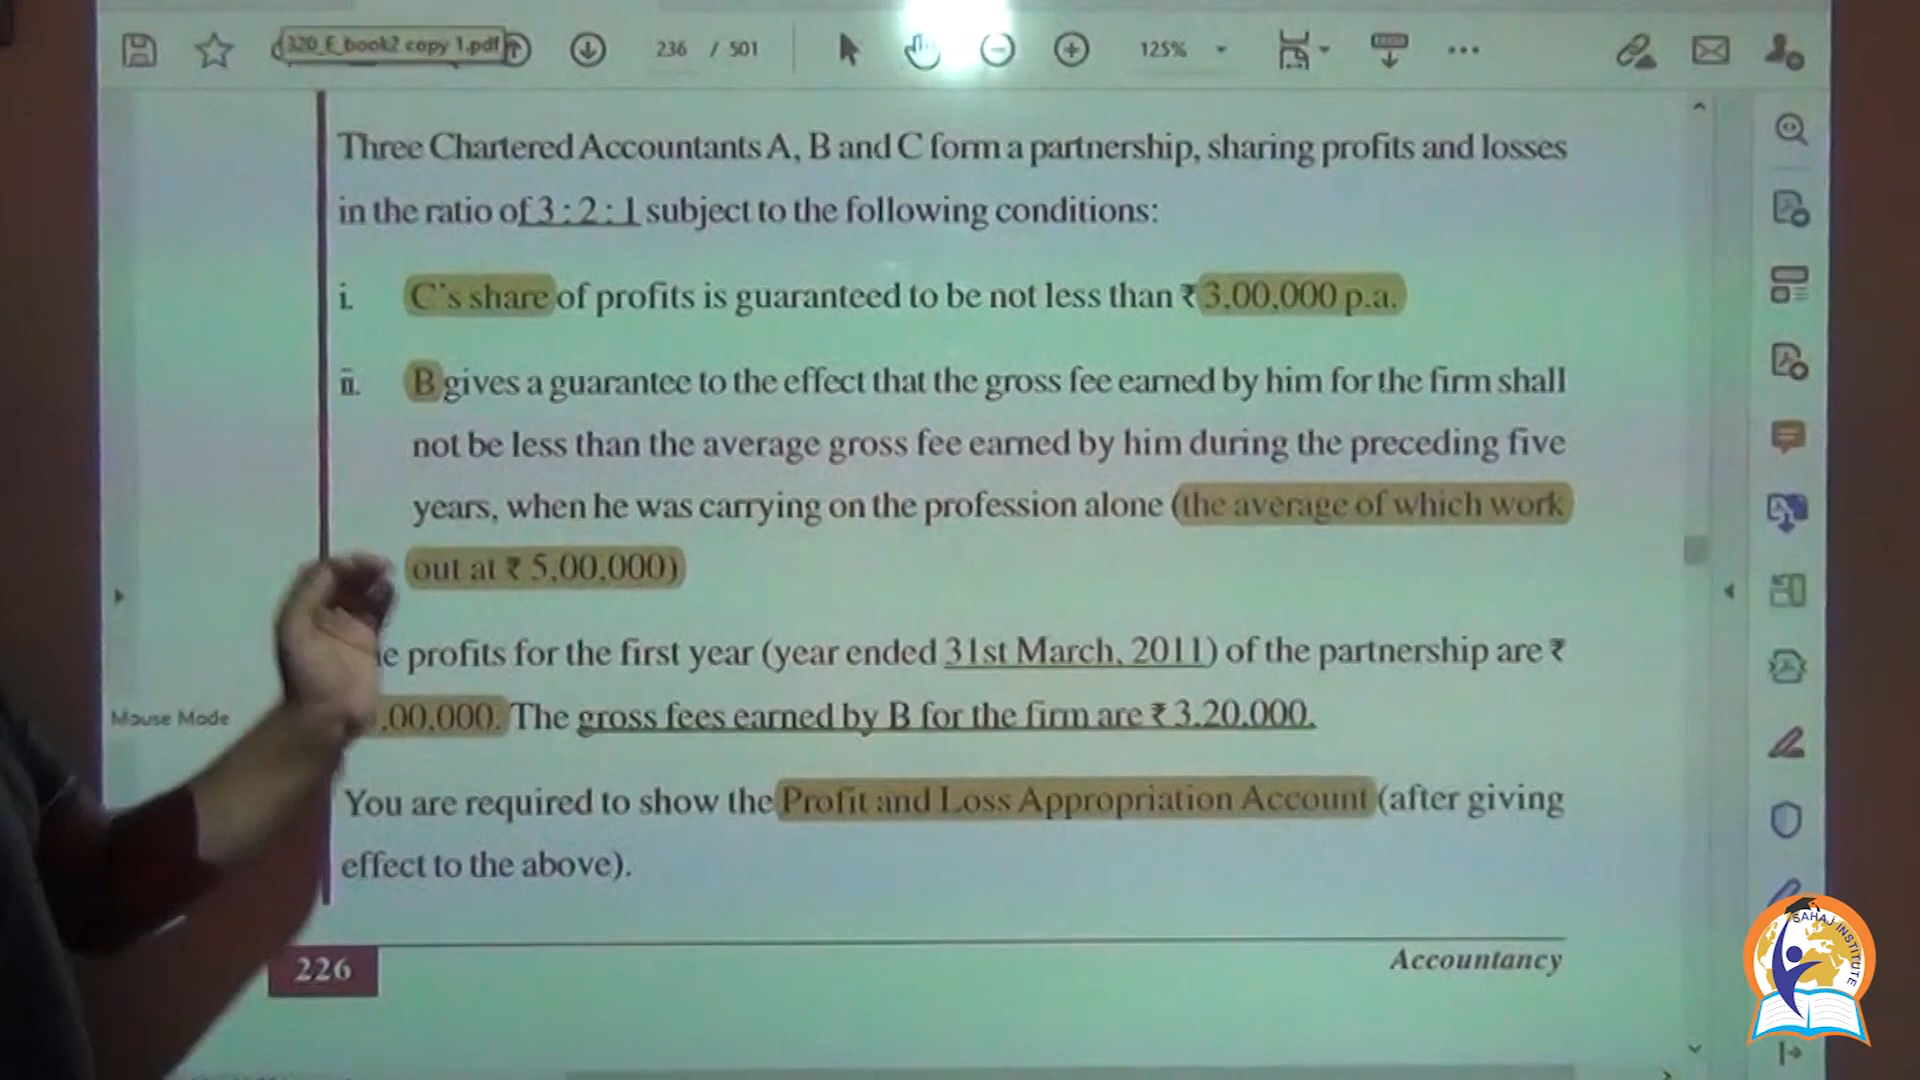 320_E_book2 copy 1.pdf
236 / 501
125%
Three Chartered Accountants A, B and C form a partnership, sharing profits and losses
in the ratio of 3 : 2 : 1 subject to the following conditions:
i. C's share of profits is guaranteed to be not less than ₹ 3,00,000 p.a.
ii. B gives a guarantee to the effect that the gross fee earned by him for the firm shall
not be less than the average gross fee earned by him during the preceding five
years, when he was carrying on the profession alone (the average of which work
out at ₹ 5,00,000)
profits for the first year (year ended 31st March, 2011) of the partnership are ₹
,00,000. The gross fees earned by B for the firm are ₹ 3,20,000.
Mouse Mode
You are required to show the Profit and Loss Appropriation Account (after giving
effect to the above).
226
Accountancy
SAHAJ INSTITUTE